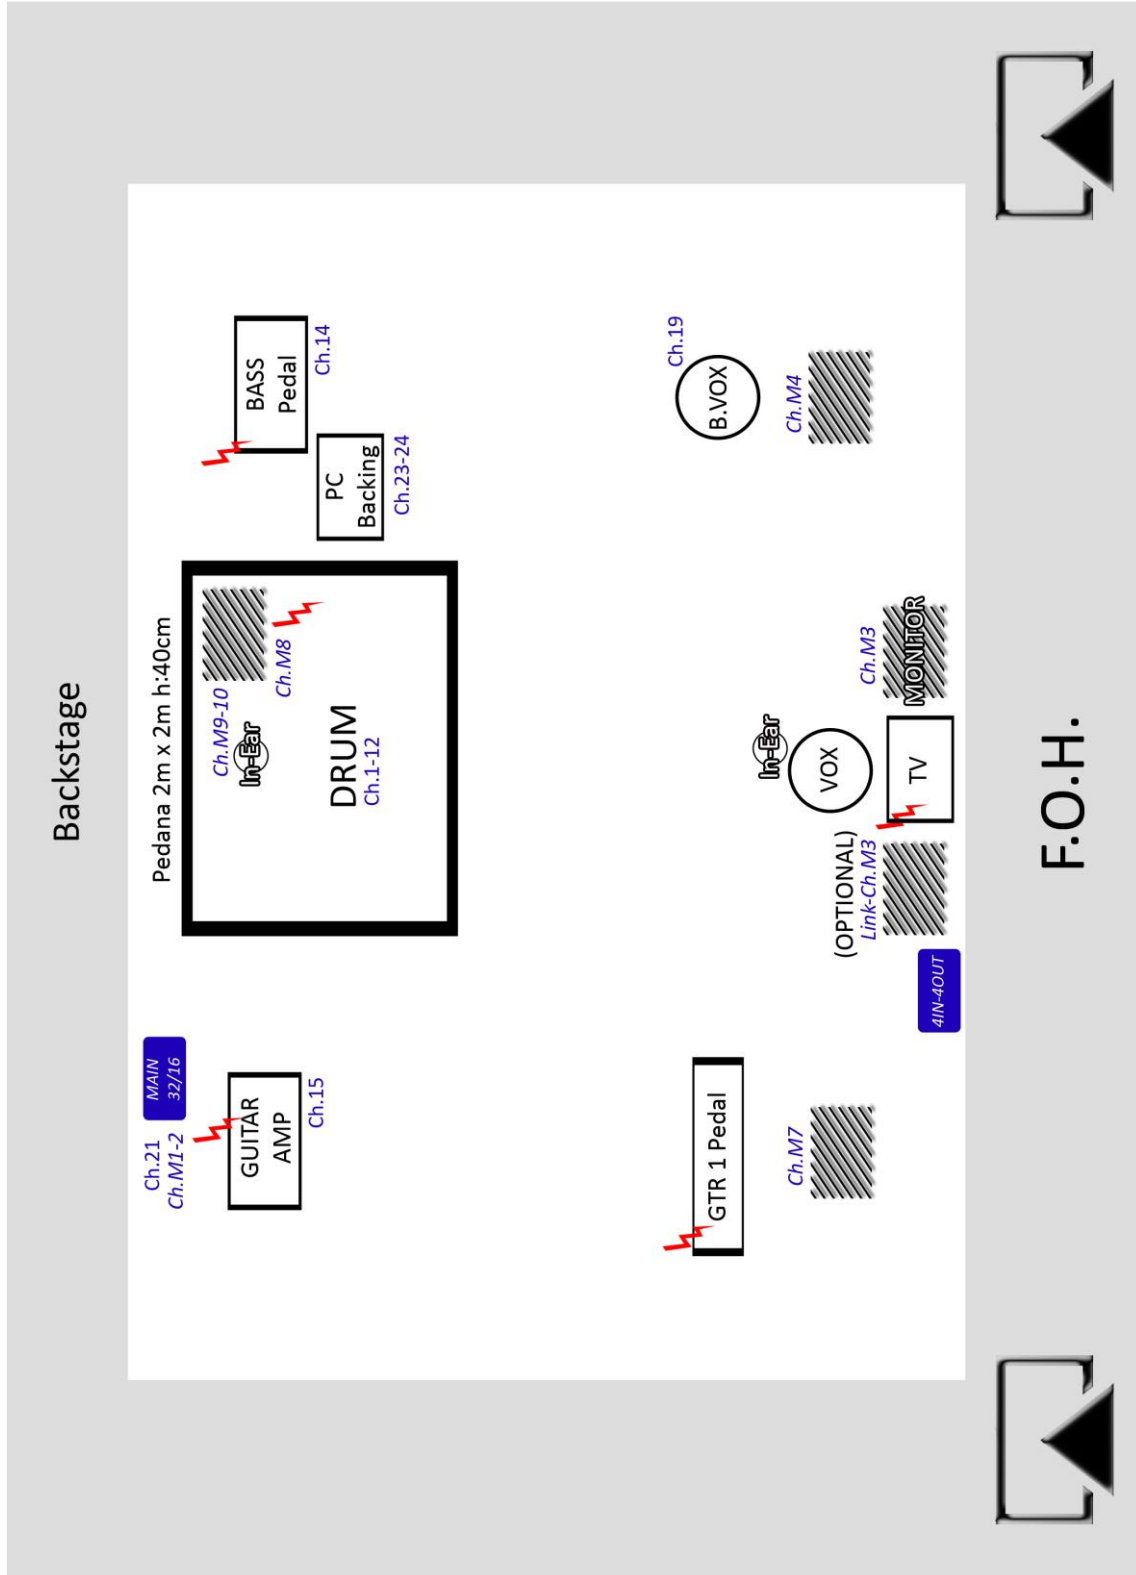 Backstage
Pedana 2m x 2m h:40cm
MAIN
32/16
Ch.21
Ch.M1-2
GUITAR
AMP
Ch.15
Ch.M9-10
In-Ear
Ch.M8
DRUM
Ch.1-12
BASS
Pedal
Ch.14
PC
Backing
Ch.23-24
GTR 1 Pedal
Ch.M7
(OPTIONAL)
Link-Ch.M3
4IN-4OUT
In-Ear
VOX
TV
Ch.M3
MONITOR
Ch.19
B.VOX
Ch.M4
F.O.H.